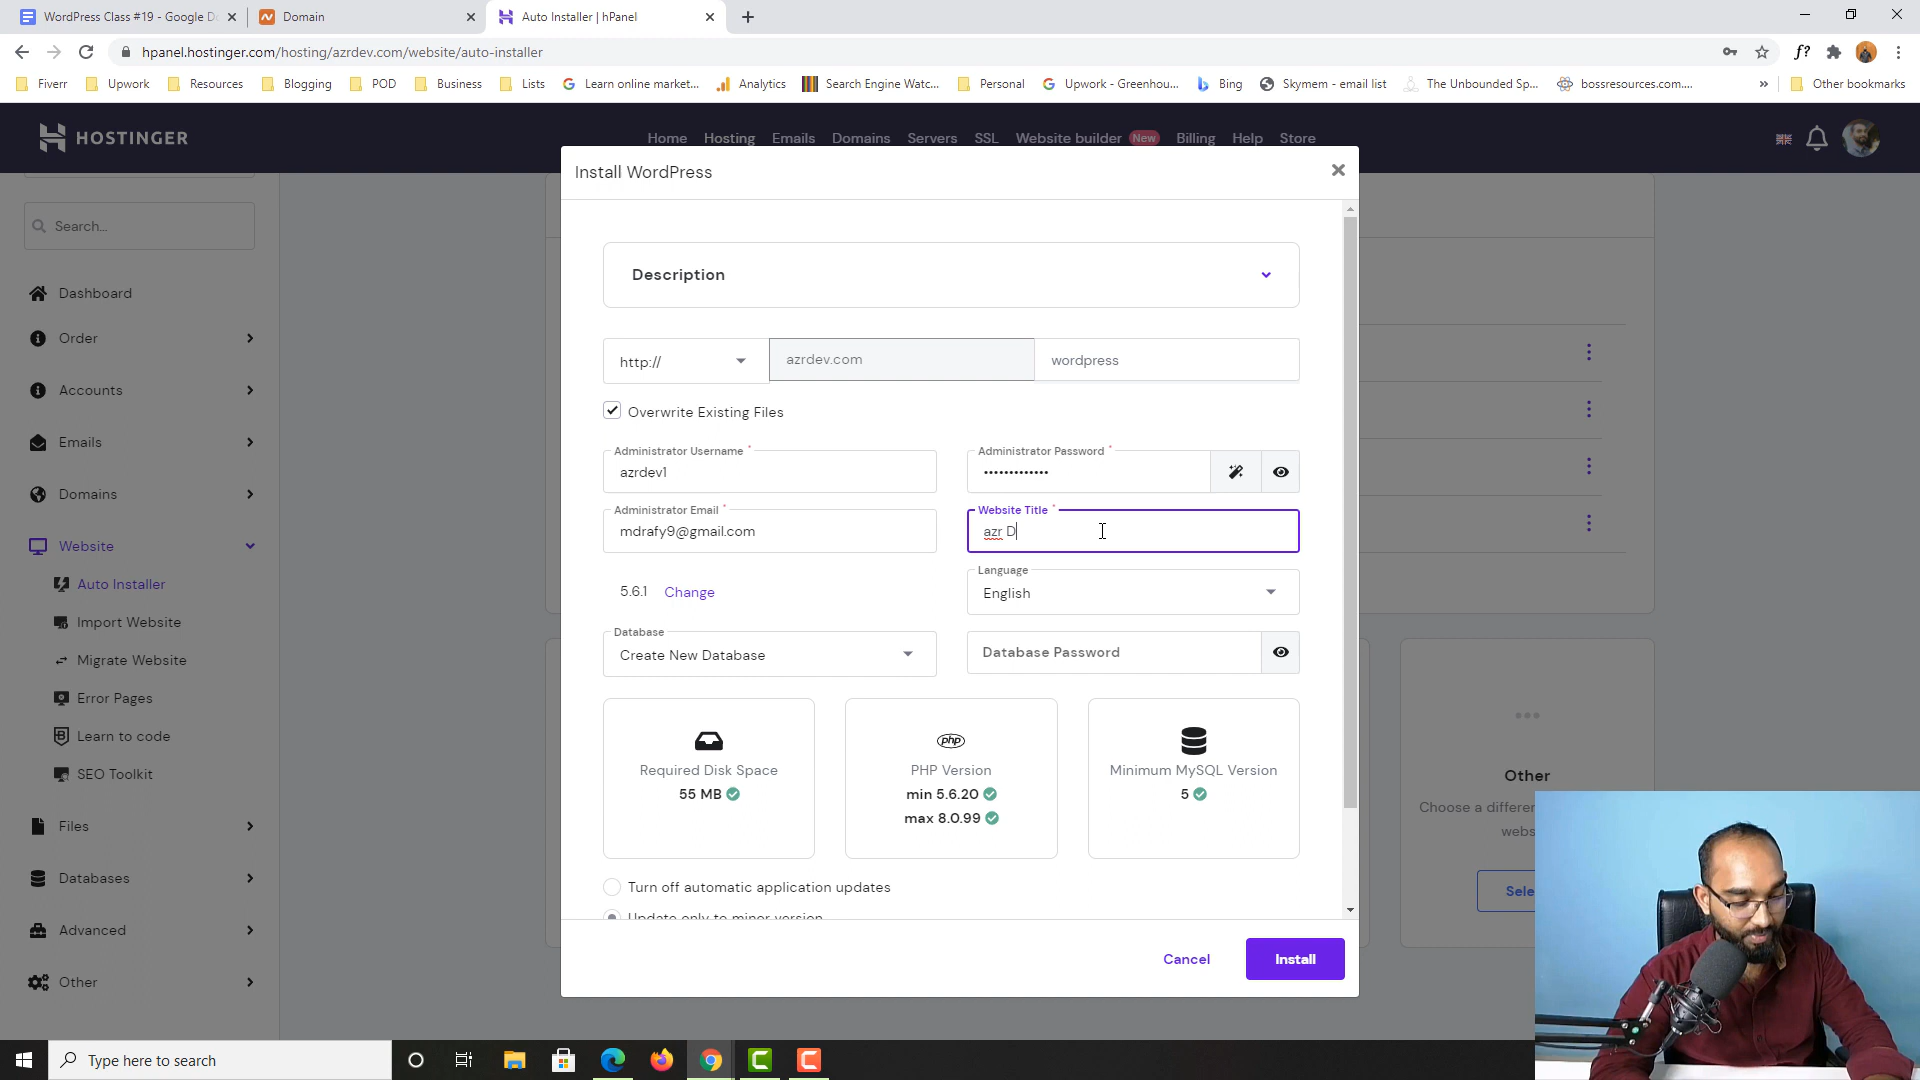 WordPress Class #19 - Google D
Domain
Auto Installer | hPanel
hpanel.hostinger.com/hosting/azrdev.com/website/auto-installer
f?
Fiverr
Upwork
Resources
Blogging
POD
Business
Lists
Learn online market...
Analytics
Search Engine Watc...
Personal
Upwork - Greenhou...
Bing
Skymem - email list
The Unbounded Sp...
bossresources.com....
»
Other bookmarks
HOSTINGER
Home
Hosting
Emails
Domains
Servers
SSL
Website builder
New
Billing
Help
Store
Search...
Dashboard
Order
Accounts
Emails
Domains
Website
Auto Installer
Import Website
Migrate Website
Error Pages
Learn to code
SEO Toolkit
Files
Databases
Advanced
Other
Install WordPress
Description
http://
azrdev.com
wordpress
Overwrite Existing Files
Administrator Username *
azrdev1
Administrator Password *
•••••••••••••
Administrator Email *
mdrafy9@gmail.com
Website Title *
azr D
5.6.1 Change
Language
English
Database
Create New Database
Database Password
Required Disk Space
55 MB
php
PHP Version
min 5.6.20
max 8.0.99
Minimum MySQL Version
5
Turn off automatic application updates
Update only to minor version
Cancel
Install
Other
Choose a differe
webs
Sele
Type here to search